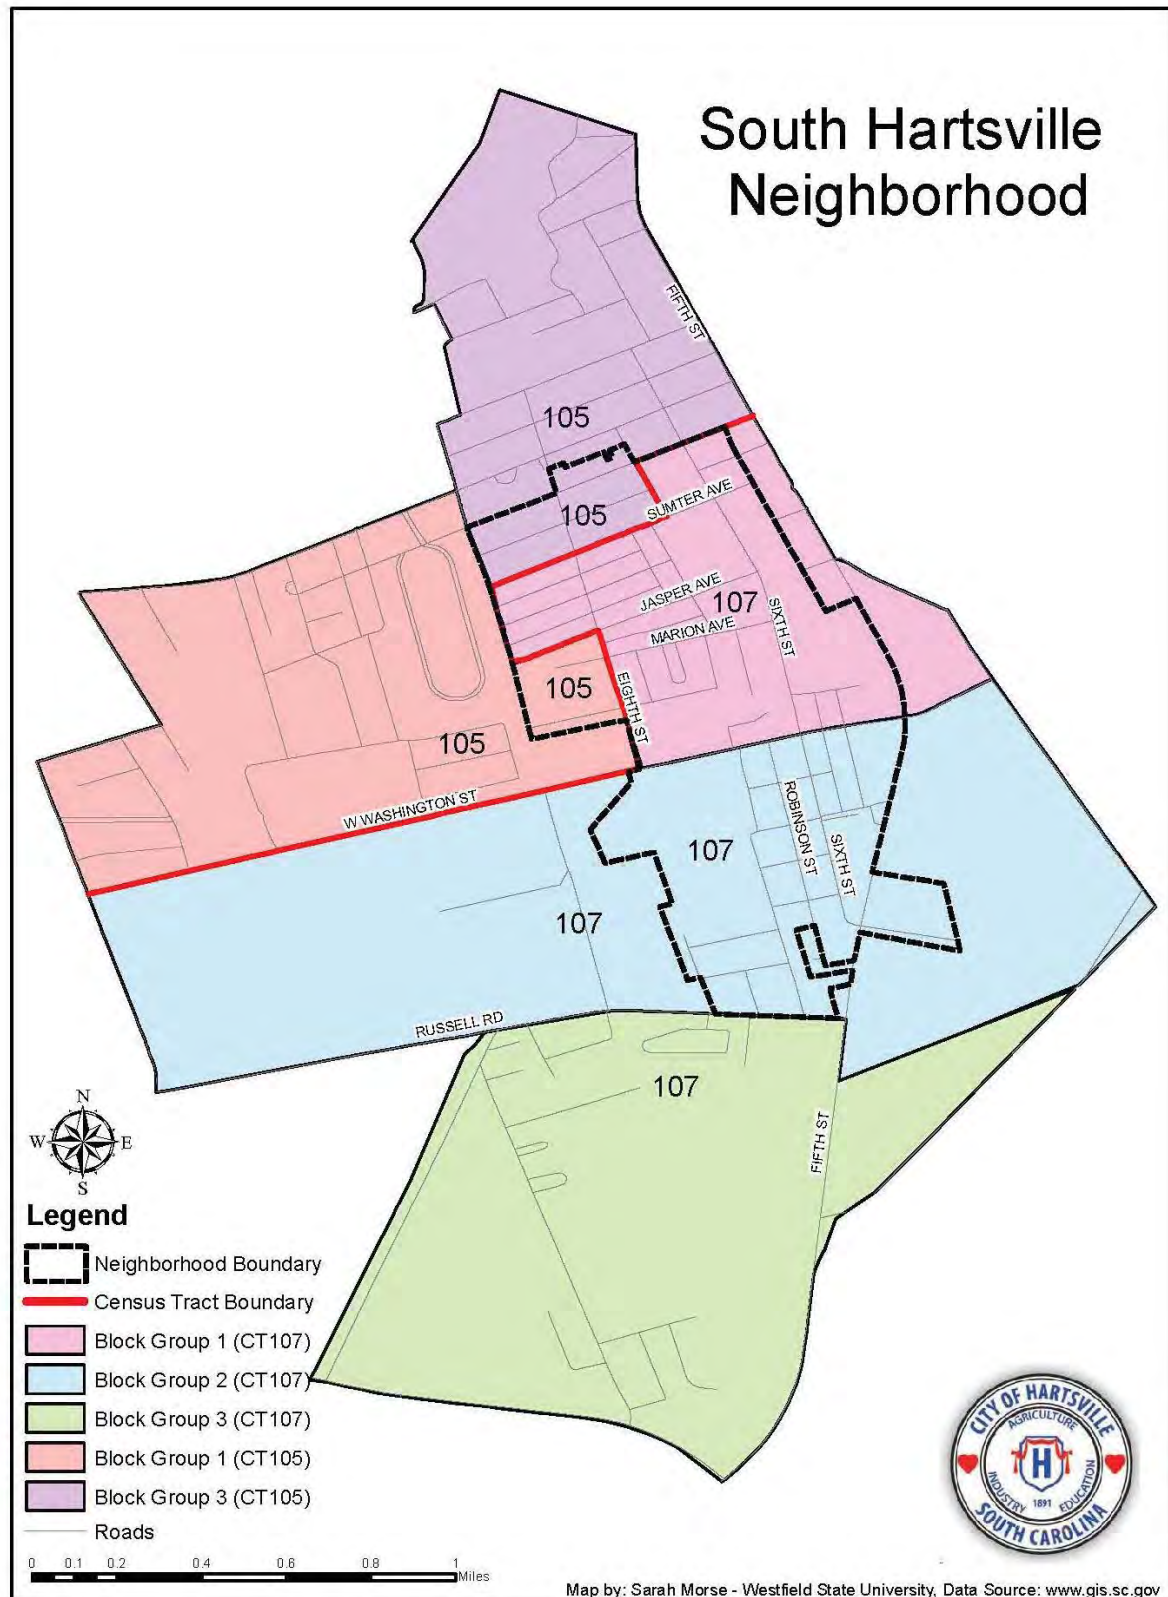 South Hartsville
Neighborhood
FIFTH ST
105
105
SUMTER AVE
JASPER AVE
107
SIXTH ST
MARION AVE
105
EIGHTH ST
105
W WASHINGTON ST
ROBINSON ST
107
SIXTH ST
107
RUSSELL RD
107
FIFTH ST
N
W E
S
Legend
Neighborhood Boundary
Census Tract Boundary
Block Group 1 (CT107)
Block Group 2 (CT107)
Block Group 3 (CT107)
Block Group 1 (CT105)
Block Group 3 (CT105)
Roads
0 0.1 0.2 0.4 0.6 0.8 1
Miles
CITY OF HARTSVILLE
AGRICULTURE
H
INDUSTRY 1891 EDUCATION
SOUTH CAROLINA
Map by: Sarah Morse - Westfield State University, Data Source: www.gis.sc.gov